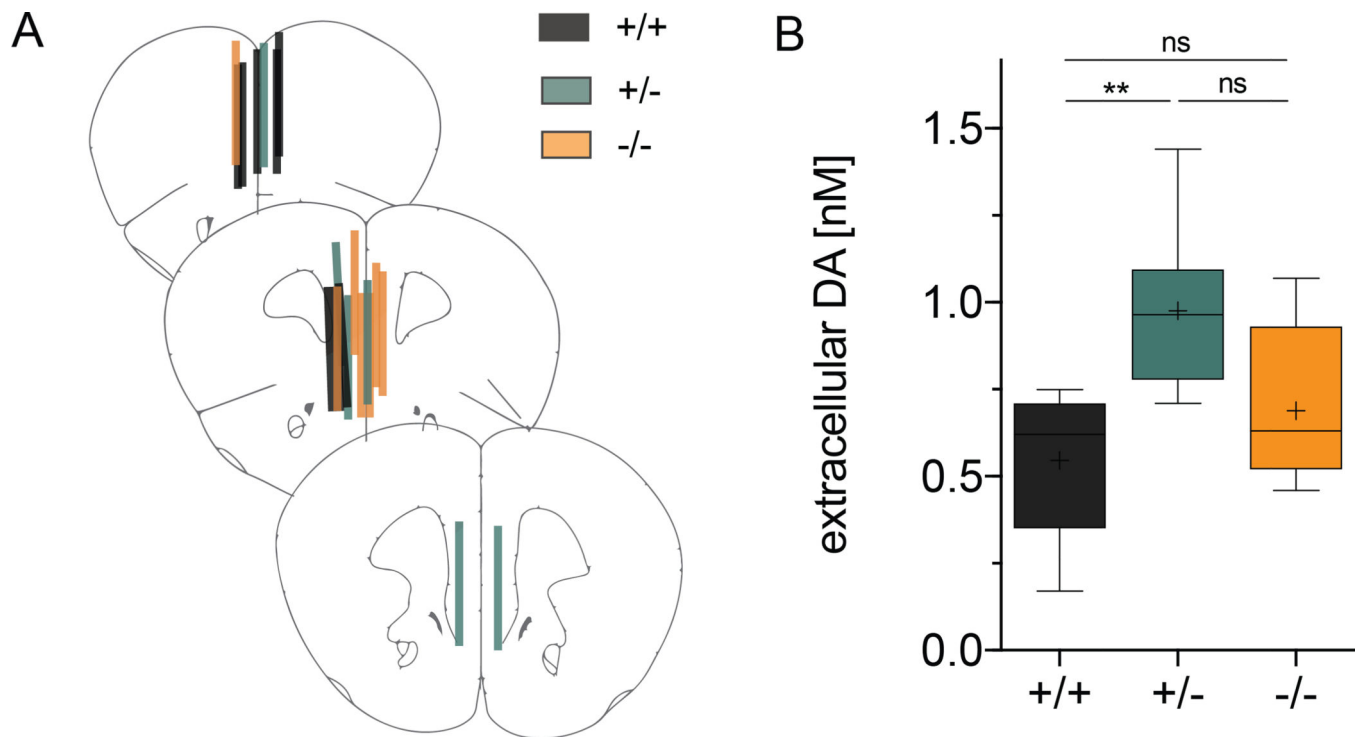 A
+/+
+/-
-/-
B
ns
** ns
extracellular DA [nM]
1.5
1.0
0.5
0.0
+/+ +/- -/-